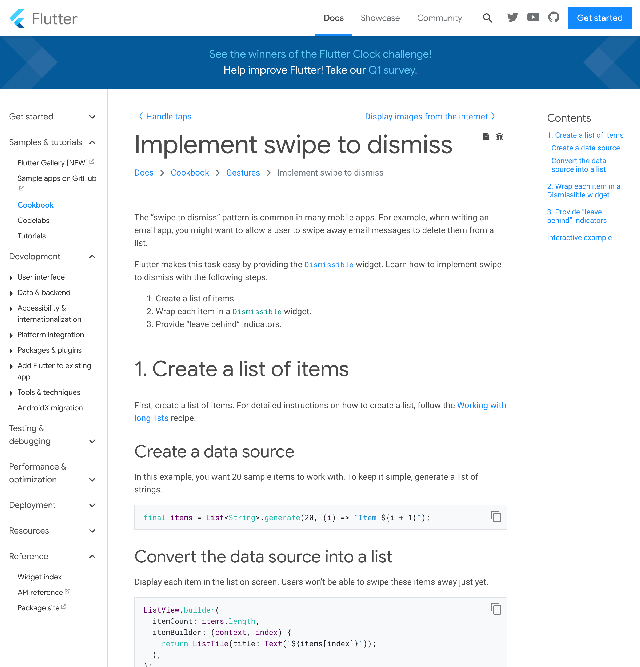 Flutter
Docs
Showcase
Community
Get started
See the winners of the Flutter Clock challenge!
Help improve Flutter! Take our Q1 survey.
Get started
Samples & tutorials
Flutter Gallery [NEW
Sample apps on GitHub
Cookbook
Codelabs
Tutorials
Development
User interface
Data & backend
Accessibility &
internationalization
Platform integration
Packages & plugins
Add Flutter to existing
app
Tools & techniques
AndroidX migration
Testing &
debugging
Performance &
optimization
Deployment
Resources
Reference
Widget index
API reference
Package site
Handle taps
Display images from the internet
Implement swipe to dismiss
Docs
Cookbook
Gestures
Implement swipe to dismiss
The “swipe to dismiss” pattern is common in many mobile apps. For example, when writing an
email app, you might want to allow a user to swipe away email messages to delete them from a
list.
Flutter makes this task easy by providing the Dismissible widget. Learn how to implement swipe
to dismiss with the following steps:
1. Create a list of items.
2. Wrap each item in a Dismissible widget.
3. Provide “leave behind” indicators.
1. Create a list of items
First, create a list of items. For detailed instructions on how to create a list, follow the Working with
long lists recipe.
Create a data source
In this example, you want 20 sample items to work with. To keep it simple, generate a list of
strings.
final items = List<String>.generate(20, (i) => "Item ${i + 1}");
Convert the data source into a list
Display each item in the list on screen. Users won’t be able to swipe these items away just yet.
ListView.builder(
itemCount: items.length,
itemBuilder: (context, index) {
return ListTile(title: Text('${items[index]}'));
},
);
Contents
1. Create a list of items
Create a data source
Convert the data
source into a list
2. Wrap each item in a
Dismissible widget
3. Provide “leave
behind” indicators
Interactive example